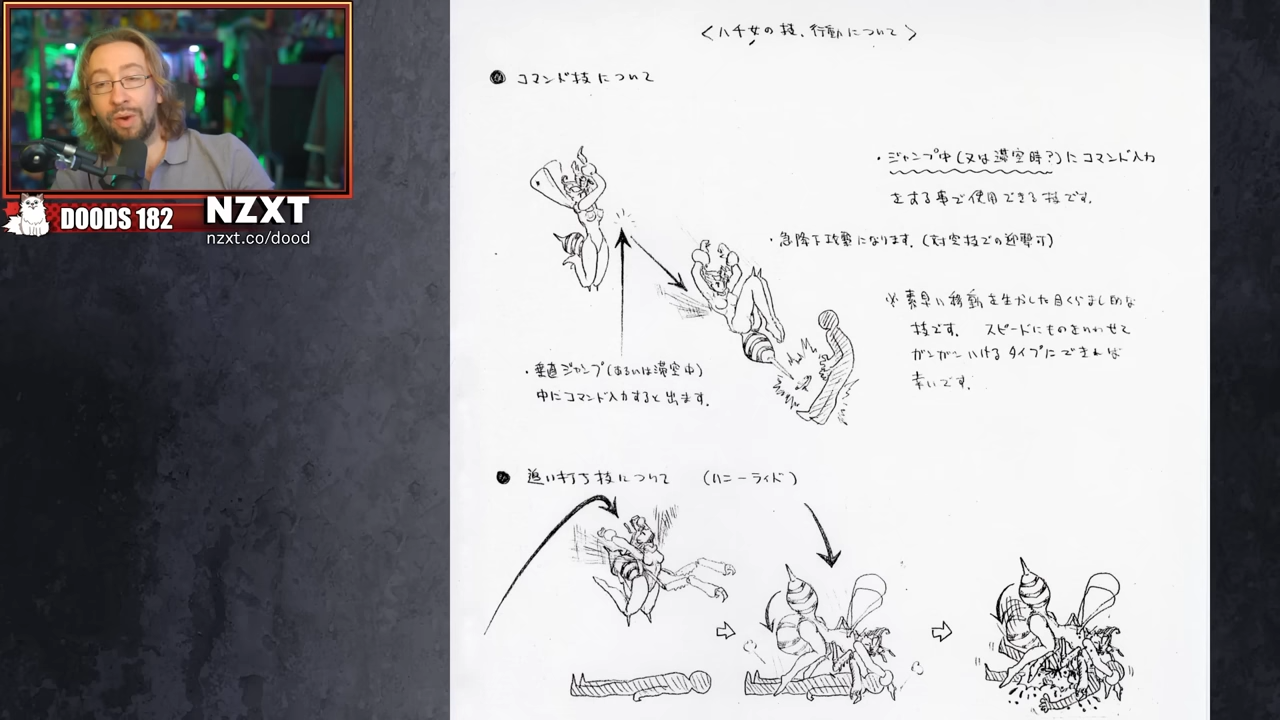 <ハチ女の技、行動について>
● コマンド技について
・ジャンプ中(又は滞空時?)にコマンド入力
をする事で使用できる技です。
・急降下攻撃になります。(対空技での迎撃可)
※ 素早い移動を生かした目くらまし的な
技です。 スピードにものをいわせて
ガンガンいけるタイプにできれば
幸いです。
・垂直ジャンプ(あるいは滞空中)
中にコマンド入力すると出ます。
● 追い打ち技について (ハニーライド)
DOODS 182
NZXT
nzxt.co/dood